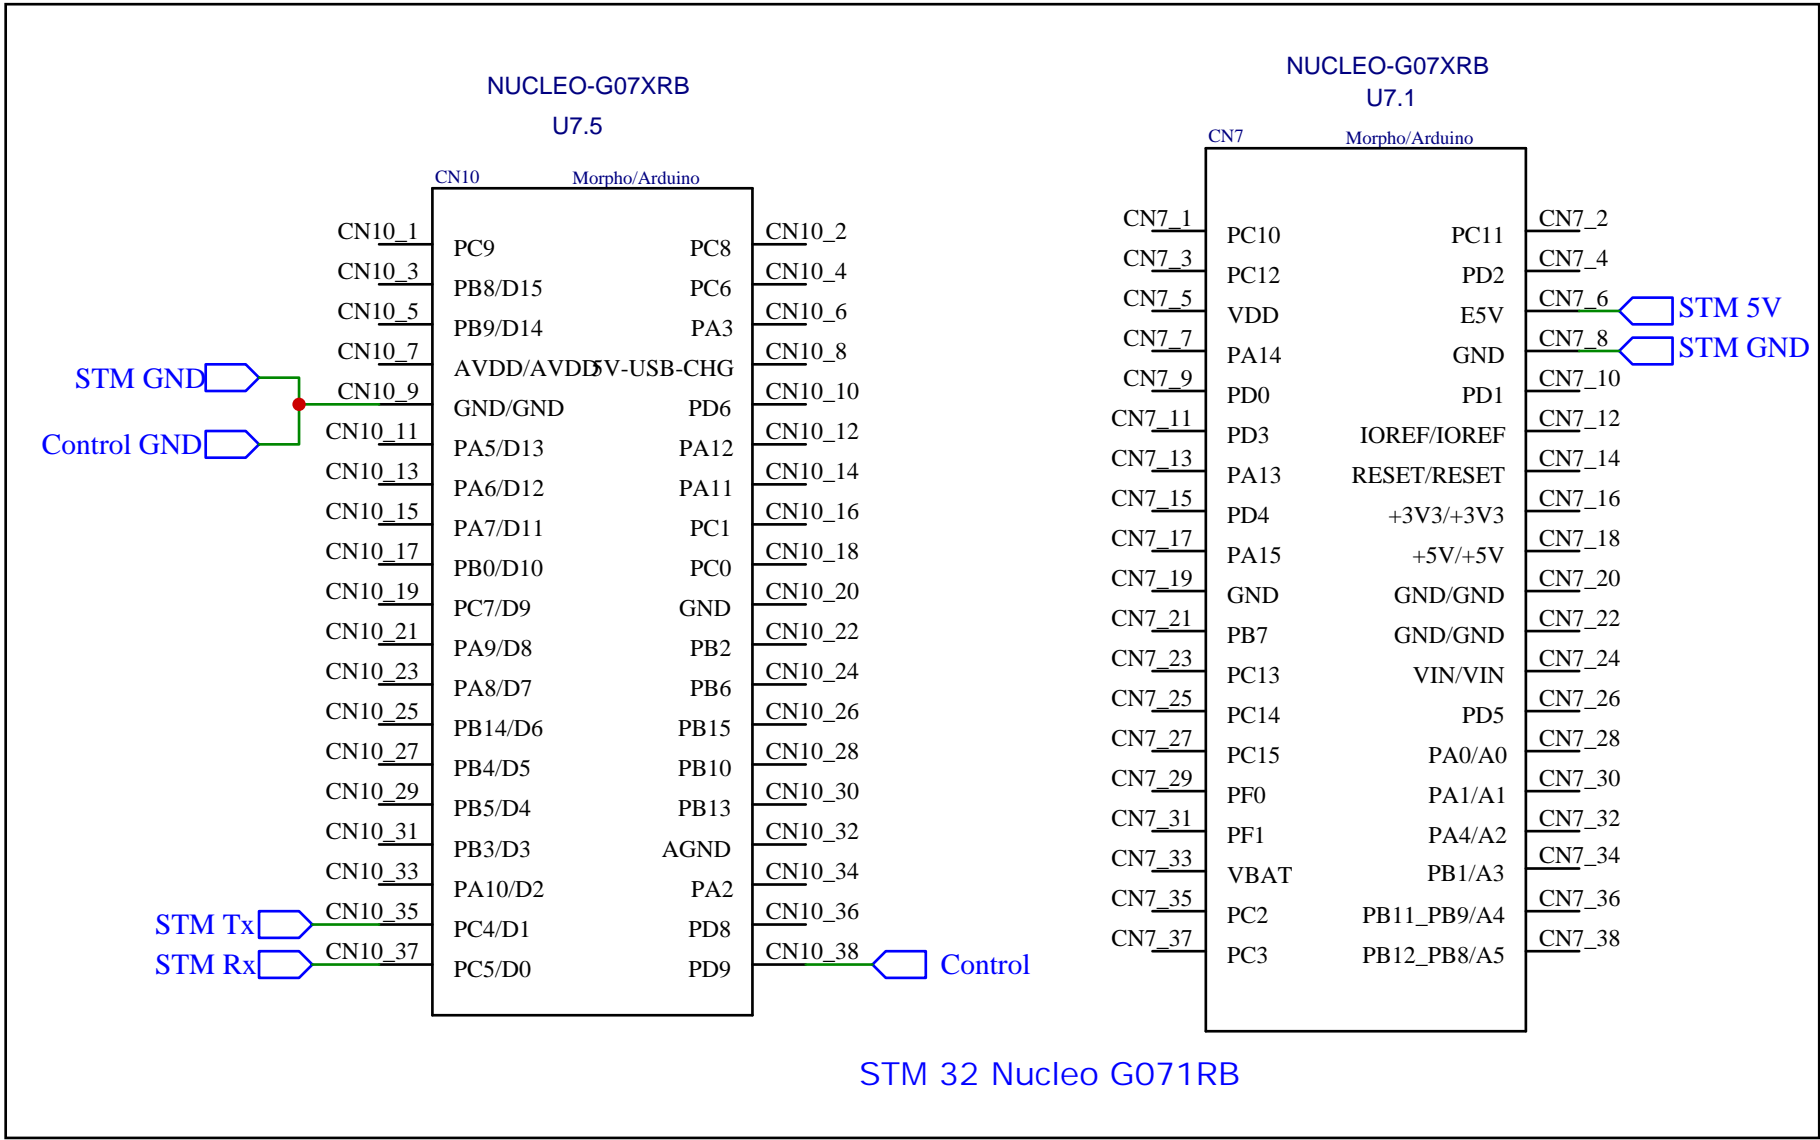 NUCLEO-G07XRB
U7.5
CN10 Morpho/Arduino
CN10_1 PC9 PC8 CN10_2
CN10_3 PB8/D15 PC6 CN10_4
CN10_5 PB9/D14 PA3 CN10_6
CN10_7 AVDD/AVDD 5V-USB-CHG CN10_8
STM GND
CN10_9 GND/GND PD6 CN10_10
Control GND
CN10_11 PA5/D13 PA12 CN10_12
CN10_13 PA6/D12 PA11 CN10_14
CN10_15 PA7/D11 PC1 CN10_16
CN10_17 PB0/D10 PC0 CN10_18
CN10_19 PC7/D9 GND CN10_20
CN10_21 PA9/D8 PB2 CN10_22
CN10_23 PA8/D7 PB6 CN10_24
CN10_25 PB14/D6 PB15 CN10_26
CN10_27 PB4/D5 PB10 CN10_28
CN10_29 PB5/D4 PB13 CN10_30
CN10_31 PB3/D3 AGND CN10_32
CN10_33 PA10/D2 PA2 CN10_34
STM Tx CN10_35 PC4/D1 PD8 CN10_36
STM Rx CN10_37 PC5/D0 PD9 CN10_38 Control
NUCLEO-G07XRB
U7.1
CN7 Morpho/Arduino
CN7_1 PC10 PC11 CN7_2
CN7_3 PC12 PD2 CN7_4
CN7_5 VDD E5V CN7_6 STM 5V
CN7_7 PA14 GND CN7_8 STM GND
CN7_9 PD0 PD1 CN7_10
CN7_11 PD3 IOREF/IOREF CN7_12
CN7_13 PA13 RESET/RESET CN7_14
CN7_15 PD4 +3V3/+3V3 CN7_16
CN7_17 PA15 +5V/+5V CN7_18
CN7_19 GND GND/GND CN7_20
CN7_21 PB7 GND/GND CN7_22
CN7_23 PC13 VIN/VIN CN7_24
CN7_25 PC14 PD5 CN7_26
CN7_27 PC15 PA0/A0 CN7_28
CN7_29 PF0 PA1/A1 CN7_30
CN7_31 PF1 PA4/A2 CN7_32
CN7_33 VBAT PB1/A3 CN7_34
CN7_35 PC2 PB11_PB9/A4 CN7_36
CN7_37 PC3 PB12_PB8/A5 CN7_38
STM 32 Nucleo G071RB